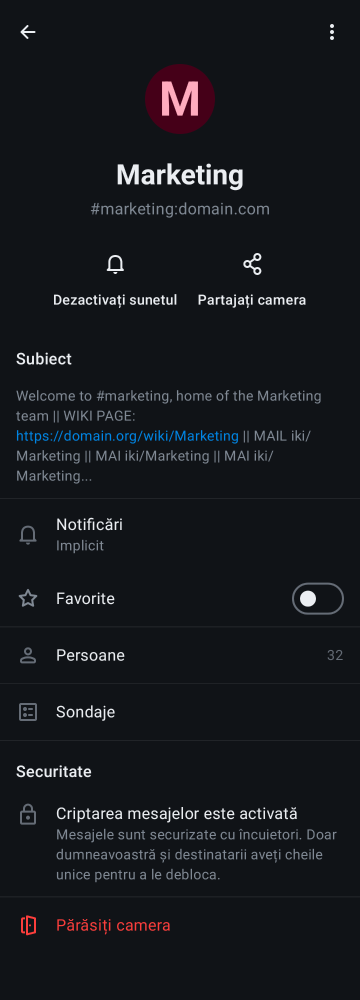 M
Marketing
#marketing:domain.com
Dezactivați sunetul
Partajați camera
Subiect
Welcome to #marketing, home of the Marketing
team || WIKI PAGE:
https://domain.org/wiki/Marketing || MAIL iki/
Marketing || MAI iki/Marketing || MAI iki/
Marketing...
Notificări
Implicit
Favorite
Persoane 32
Sondaje
Securitate
Criptarea mesajelor este activată
Mesajele sunt securizate cu încuietori. Doar
dumneavoastră și destinatarii aveți cheile
unice pentru a le debloca.
Părăsiți camera